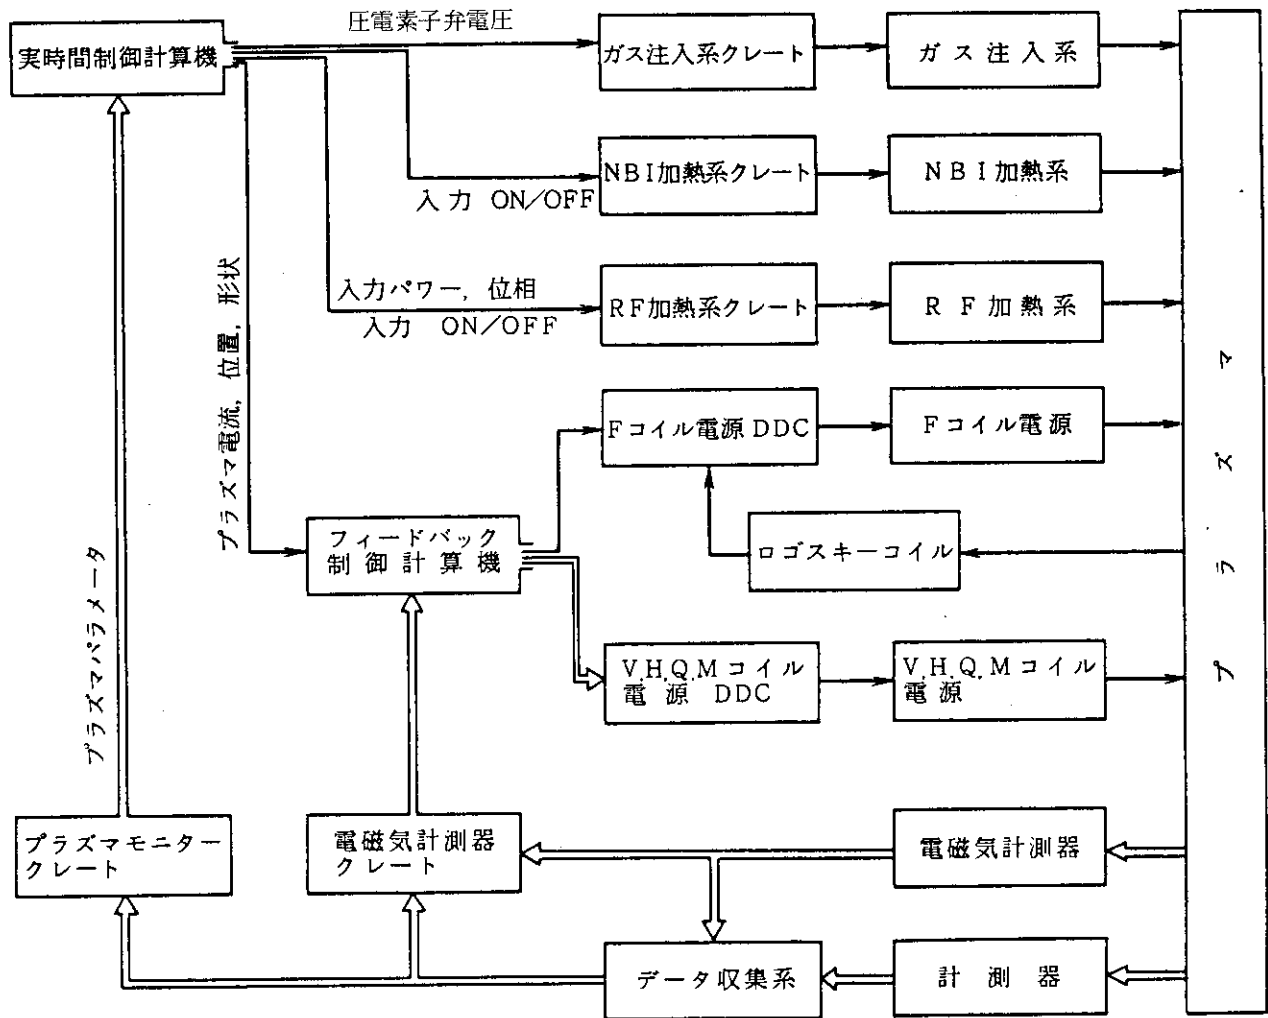 圧電素子弁電圧
実時間制御計算機
ガス注入系クレート
ガス注入系
NBI加熱系クレート
NBI加熱系
入力 ON/OFF
入力パワー, 位相
入力 ON/OFF
RF加熱系クレート
RF加熱系
プラズマ電流, 位置, 形状
Fコイル電源DDC
Fコイル電源
プラズマ
フィードバック
制御計算機
ロゴスキーコイル
プラズマパラメータ
V,H,Q,Mコイル
電源 DDC
V,H,Q,Mコイル
電源
プラズマモニター
クレート
電磁気計測器
クレート
電磁気計測器
データ収集系
計測器